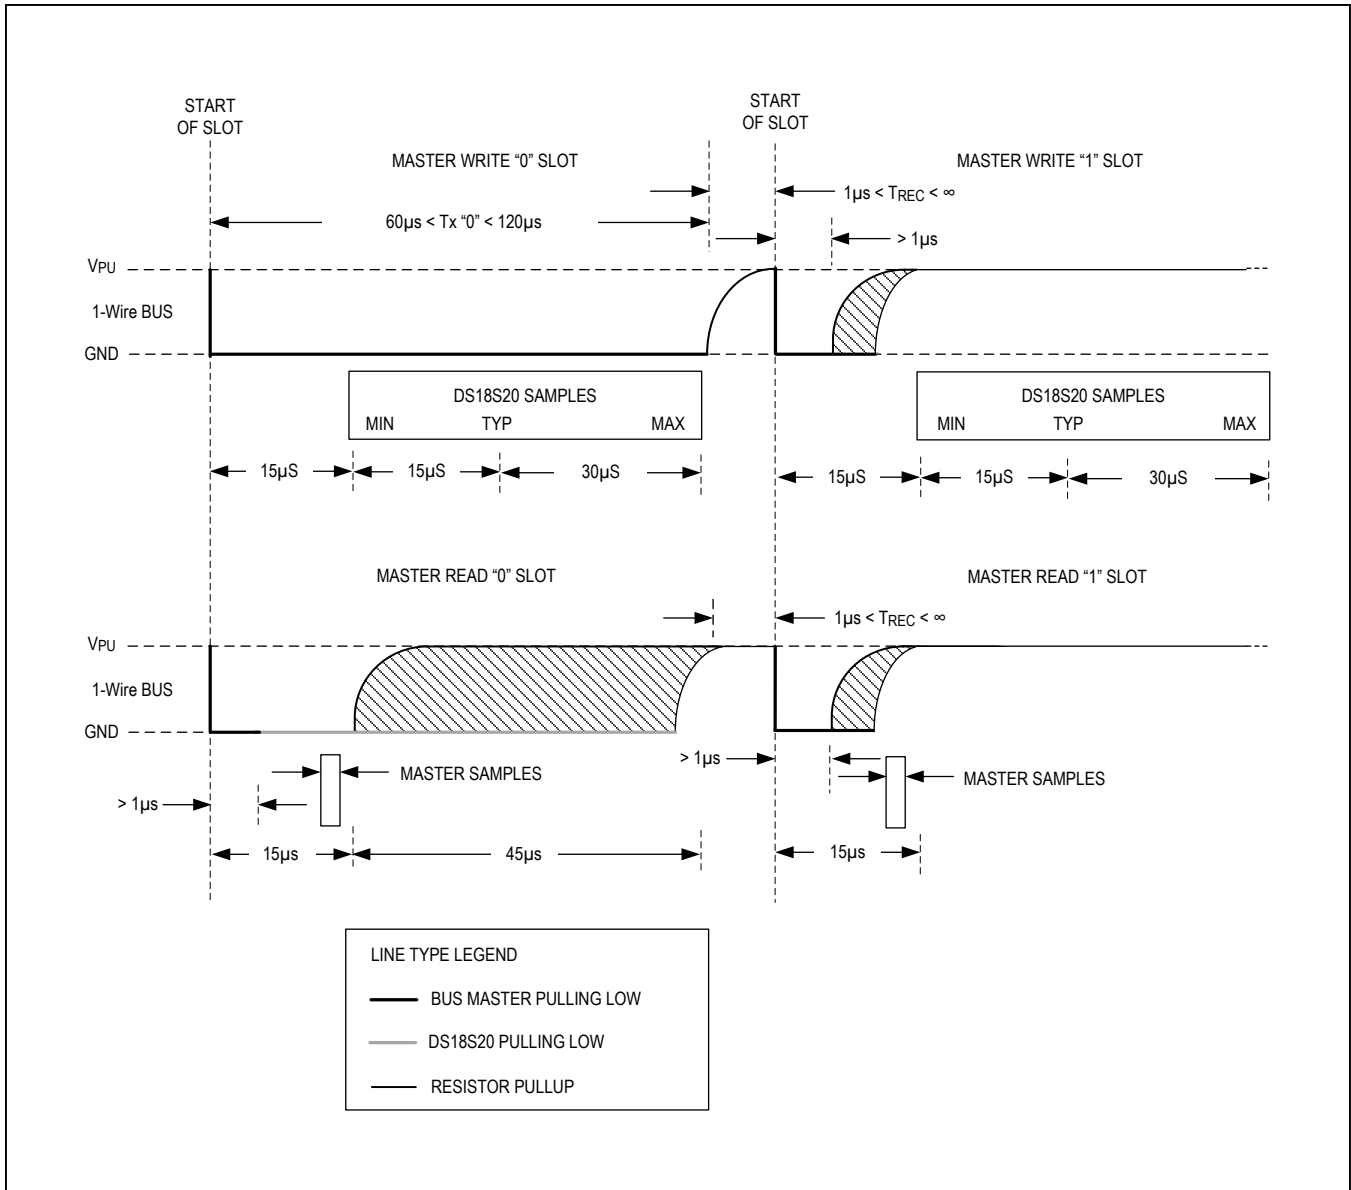 START
OF SLOT
START
OF SLOT
MASTER WRITE “0” SLOT
MASTER WRITE “1” SLOT
1µs < TREC < ∞
60µs < Tx “0” < 120µs
> 1µs
VPU
1-Wire BUS
GND
DS18S20 SAMPLES
MIN TYP MAX
DS18S20 SAMPLES
MIN TYP MAX
15µS 15µS 30µS 15µS 15µS 30µS
MASTER READ “0” SLOT
MASTER READ “1” SLOT
1µs < TREC < ∞
VPU
1-Wire BUS
GND
> 1µs
MASTER SAMPLES
MASTER SAMPLES
> 1µs
15µs 45µs 15µs
LINE TYPE LEGEND
BUS MASTER PULLING LOW
DS18S20 PULLING LOW
RESISTOR PULLUP